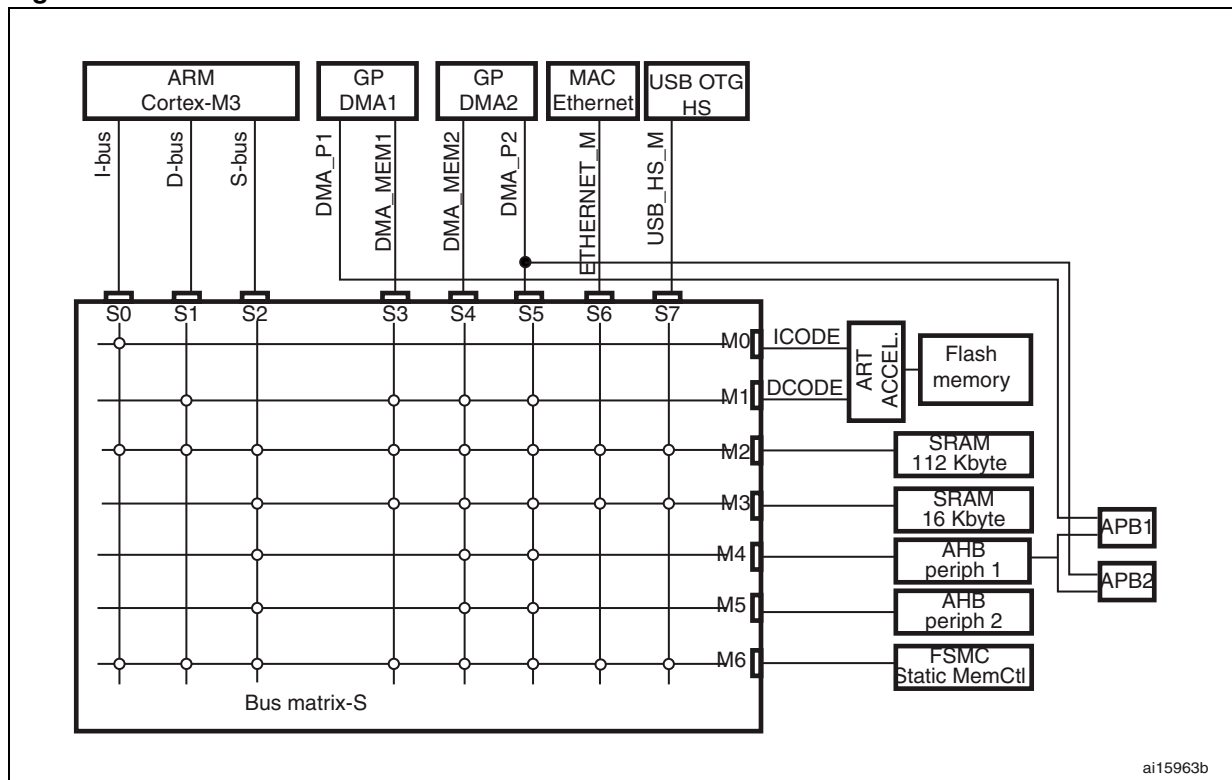 ARM
Cortex-M3
GP
DMA1
GP
DMA2
MAC
Ethernet
USB OTG
HS
I-bus
D-bus
S-bus
DMA_P1
DMA_MEM1
DMA_MEM2
DMA_P2
ETHERNET_M
USB_HS_M
S0
S1
S2
S3
S4
S5
S6
S7
M0
ICODE
M1
DCODE
ART
ACCEL.
Flash
memory
M2
SRAM
112 Kbyte
M3
SRAM
16 Kbyte
M4
AHB
periph 1
M5
AHB
periph 2
M6
FSMC
Static MemCtl
APB1
APB2
Bus matrix-S
ai15963b